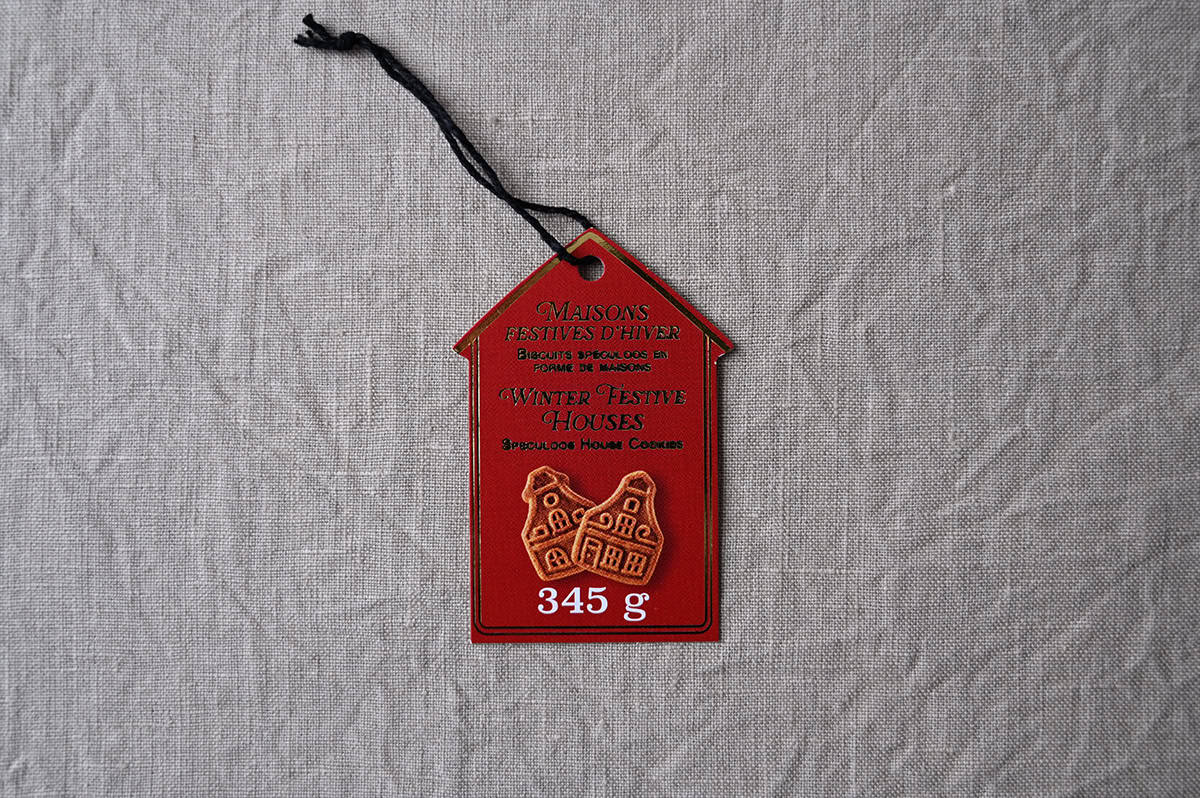 MAISONS
FESTIVES D'HIVER
BISCUITS SPÉCULOOS EN
FORME DE MAISONS
WINTER FESTIVE
HOUSES
SPECULOOS HOUSE COOKIES
345 g